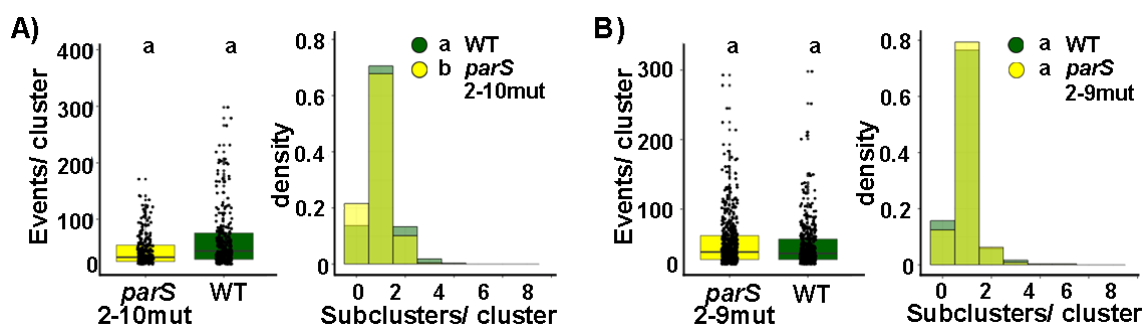 A)
Events/ cluster
400
300
200
100
0
a a
parS
2-10mut
WT
density
0.8
0.6
0.4
0.2
0
a WT
b parS
2-10mut
0 2 4 6 8
Subclusters/ cluster
B)
Events/ cluster
300
200
100
0
a a
parS
2-9mut
WT
density
0.8
0.6
0.4
0.2
0
a WT
a parS
2-9mut
0 2 4 6 8
Subclusters/ cluster